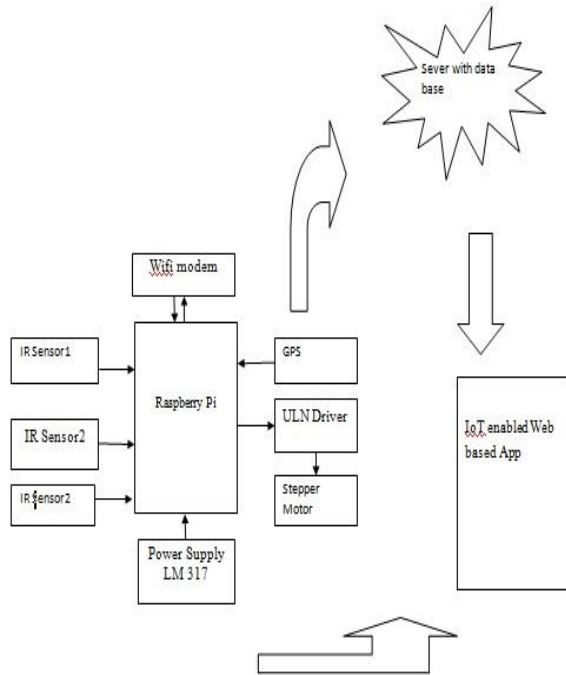 Sever with data
base
Wifi modem
IR Sensor1
GPS
Raspberry Pi
ULN Driver
IoT enabled Web
based App
IR Sensor2
Stepper
Motor
IR Sensor2
Power Supply
LM 317